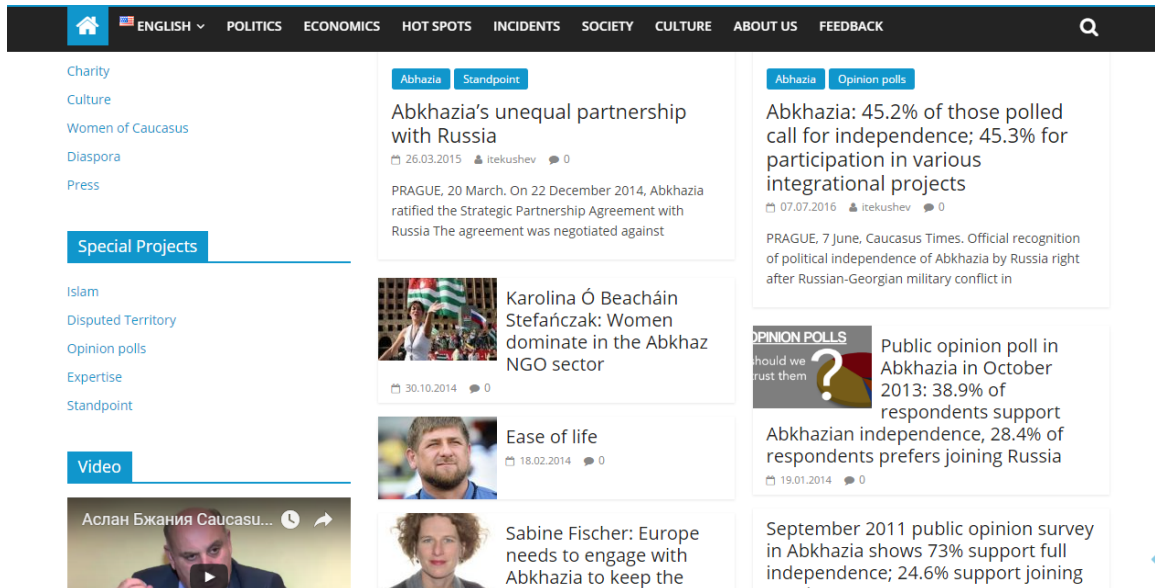 ENGLISH POLITICS ECONOMICS HOT SPOTS INCIDENTS SOCIETY CULTURE ABOUT US FEEDBACK
Charity
Culture
Women of Caucasus
Diaspora
Press
Special Projects
Islam
Disputed Territory
Opinion polls
Expertise
Standpoint
Video
Аслан Бжания Caucasu...
Abhazia Standpoint
Abkhazia’s unequal partnership
with Russia
26.03.2015 itekushev 0
PRAGUE, 20 March. On 22 December 2014, Abkhazia
ratified the Strategic Partnership Agreement with
Russia The agreement was negotiated against
Karolina Ó Beacháin
Stefańczak: Women
dominate in the Abkhaz
NGO sector
30.10.2014 0
Ease of life
18.02.2014 0
Sabine Fischer: Europe
needs to engage with
Abkhazia to keep the
Abhazia Opinion polls
Abkhazia: 45.2% of those polled
call for independence; 45.3% for
participation in various
integrational projects
07.07.2016 itekushev 0
PRAGUE, 7 June, Caucasus Times. Official recognition
of political independence of Abkhazia by Russia right
after Russian-Georgian military conflict in
OPINION POLLS
should we
trust them
?
Public opinion poll in
Abkhazia in October
2013: 38.9% of
respondents support
Abkhazian independence, 28.4% of
respondents prefers joining Russia
19.01.2014 0
September 2011 public opinion survey
in Abkhazia shows 73% support full
independence; 24.6% support joining